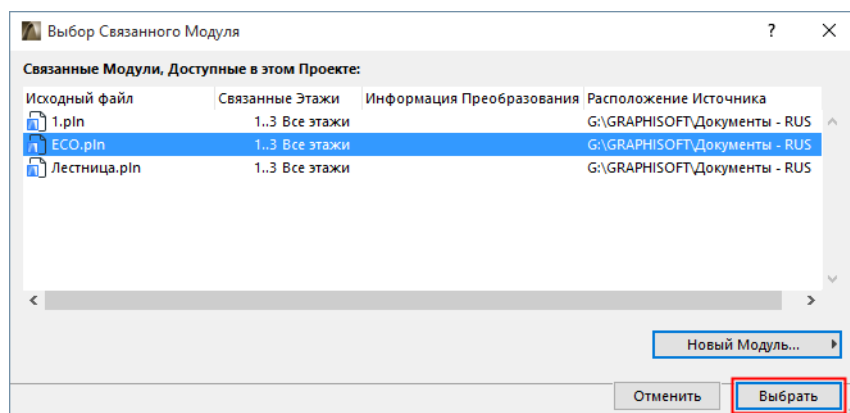 Выбор Связанного Модуля ?
Связанные Модули, Доступные в этом Проекте:
Исходный файл Связанные Этажи Информация Преобразования Расположение Источника
1.pln 1..3 Все этажи G:\GRAPHISOFT\Документы - RUS
ECO.pln 1..3 Все этажи G:\GRAPHISOFT\Документы - RUS
Лестница.pln 1..3 Все этажи G:\GRAPHISOFT\Документы - RUS
Новый Модуль...
Отменить Выбрать